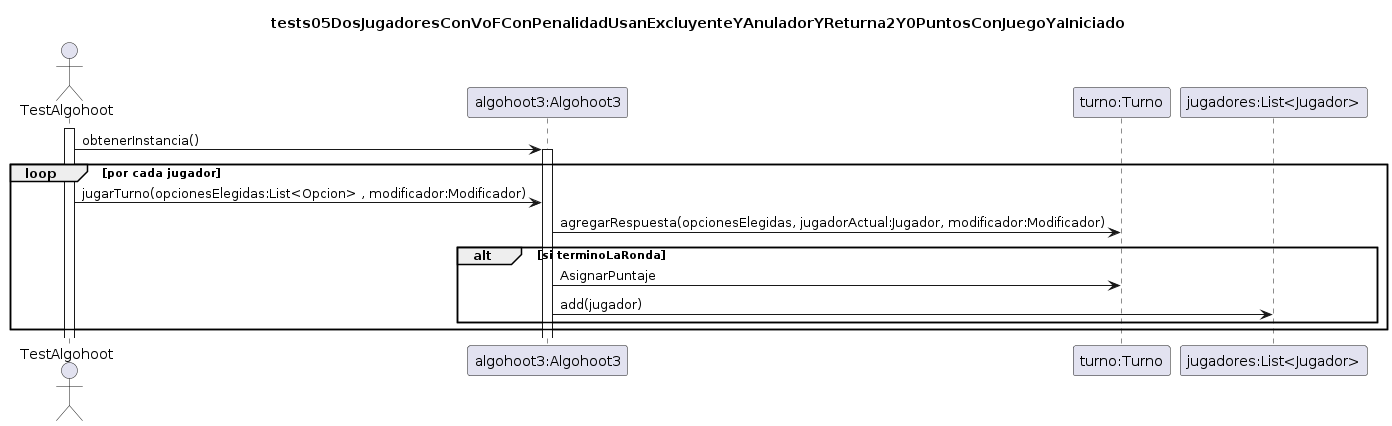 tests05DosJugadoresConVoFConPenalidadUsanExcluyenteYAnuladorYReturna2Y0PuntosConJuegoYaIniciado
TestAlgohoot
algohoot3:Algohoot3
turno:Turno
jugadores:List<Jugador>
obtenerInstancia()
loop
[por cada jugador]
jugarTurno(opcionesElegidas:List<Opcion> , modificador:Modificador)
agregarRespuesta(opcionesElegidas, jugadorActual:Jugador, modificador:Modificador)
alt
[si terminoLaRonda]
AsignarPuntaje
add(jugador)
TestAlgohoot
algohoot3:Algohoot3
turno:Turno
jugadores:List<Jugador>